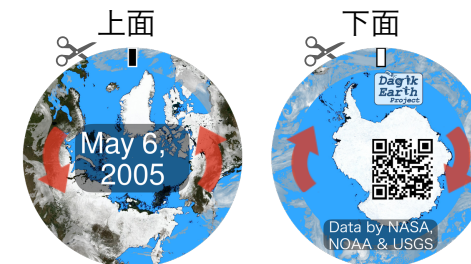 上面
下面
May 6,
2005
Dagik
Earth
Project
Data by NASA,
NOAA & USGS